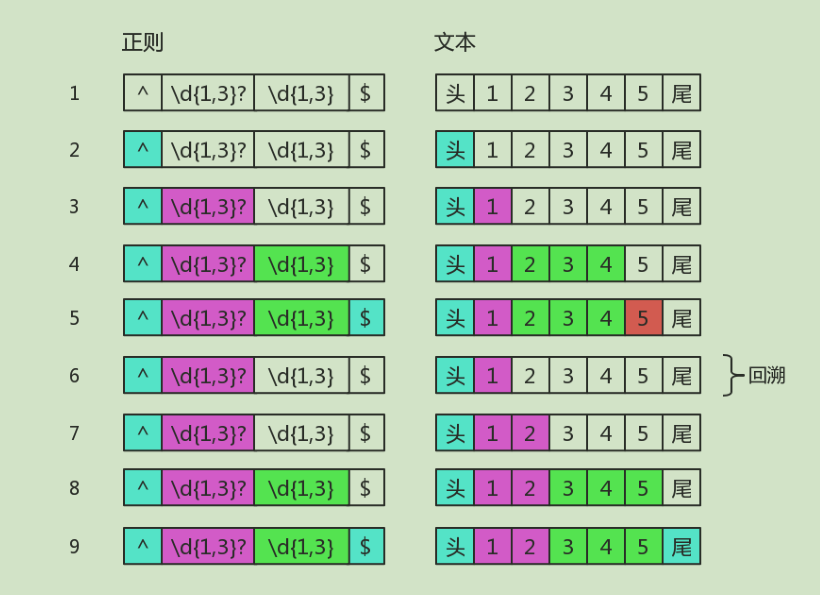 正则 文本
1 ^ \d{1,3}? \d{1,3} $ 头 1 2 3 4 5 尾
2 ^ \d{1,3}? \d{1,3} $ 头 1 2 3 4 5 尾
3 ^ \d{1,3}? \d{1,3} $ 头 1 2 3 4 5 尾
4 ^ \d{1,3}? \d{1,3} $ 头 1 2 3 4 5 尾
5 ^ \d{1,3}? \d{1,3} $ 头 1 2 3 4 5 尾
6 ^ \d{1,3}? \d{1,3} $ 头 1 2 3 4 5 尾 回溯
7 ^ \d{1,3}? \d{1,3} $ 头 1 2 3 4 5 尾
8 ^ \d{1,3}? \d{1,3} $ 头 1 2 3 4 5 尾
9 ^ \d{1,3}? \d{1,3} $ 头 1 2 3 4 5 尾